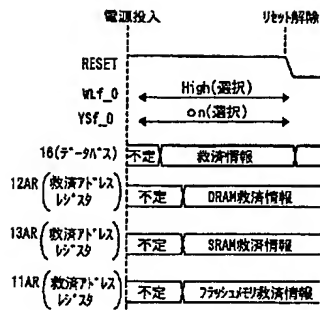 電源投入 リセット解除
RESET
WLf_0 High(選択)
YSf_0 on(選択)
16(データバス) 不定 救済情報
12AR(救済アドレスレジスタ) 不定 DRAM救済情報
13AR(救済アドレスレジスタ) 不定 SRAM救済情報
11AR(救済アドレスレジスタ) 不定 フラッシュメモリ救済情報